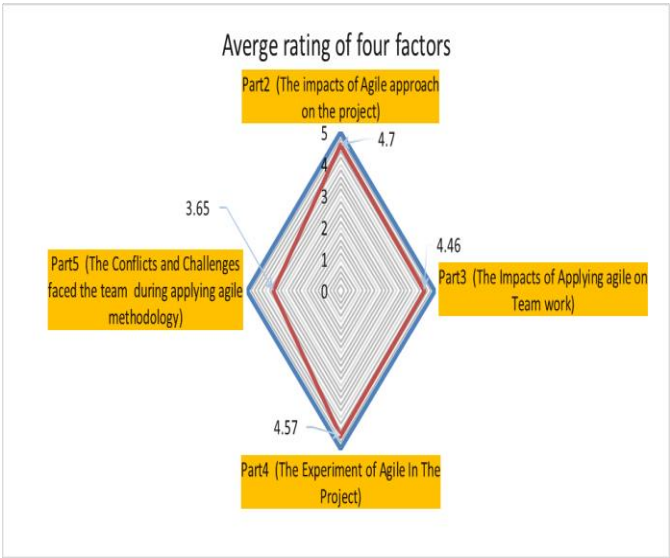 Averge rating of four factors
Part2 (The impacts of Agile approach
on the project)
5
4.7
4
3
3.65
2
4.46
1
Part5 (The Conflicts and Challenges
faced the team during applying agile
methodology)
0
Part3 (The Impacts of Applying agile on
Team work)
4.57
Part4 (The Experiment of Agile In The
Project)